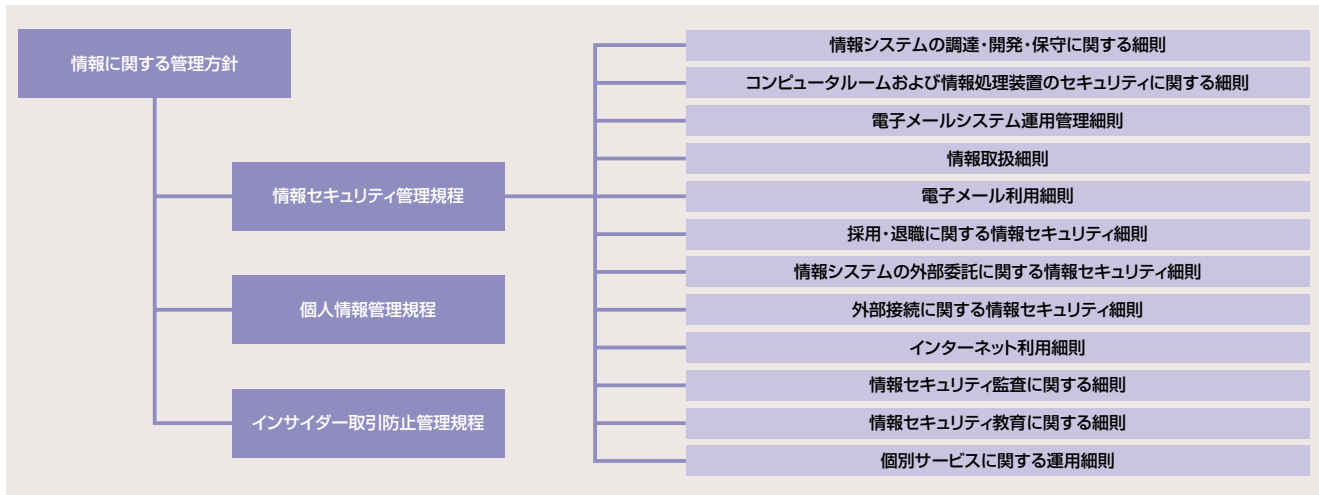 情報に関する管理方針
情報セキュリティ管理規程
個人情報管理規程
インサイダー取引防止管理規程
情報システムの調達・開発・保守に関する細則
コンピュータルームおよび情報処理装置のセキュリティに関する細則
電子メールシステム運用管理細則
情報取扱細則
電子メール利用細則
採用・退職に関する情報セキュリティ細則
情報システムの外部委託に関する情報セキュリティ細則
外部接続に関する情報セキュリティ細則
インターネット利用細則
情報セキュリティ監査に関する細則
情報セキュリティ教育に関する細則
個別サービスに関する運用細則